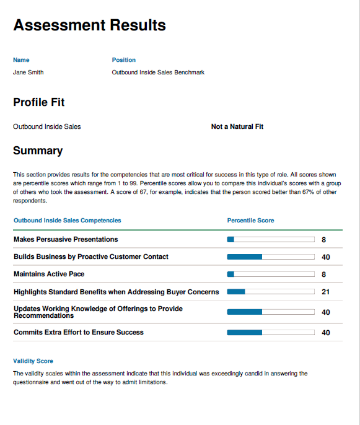 Assessment Results
Name Position
Jane Smith Outbound Inside Sales Benchmark
Profile Fit
Outbound Inside Sales Not a Natural Fit
Summary
This section provides results for the competencies that are most critical for success in this type of role. All scores shown
are percentile scores which range from 1 to 99. Percentile scores allow you to compare this individual's scores with a group
of others who took the assessment. A score of 67, for example, indicates that the person scored better than 67% of other
respondents.
Outbound Inside Sales Competencies Percentile Score
Makes Persuasive Presentations 8
Builds Business by Proactive Customer Contact 40
Maintains Active Pace 8
Highlights Standard Benefits when Addressing Buyer Concerns 21
Updates Working Knowledge of Offerings to Provide
Recommendations 40
Commits Extra Effort to Ensure Success 40
Validity Score
The validity scales within the assessment indicate that this individual was exceedingly candid in answering the
questionnaire and went out of the way to admit limitations.